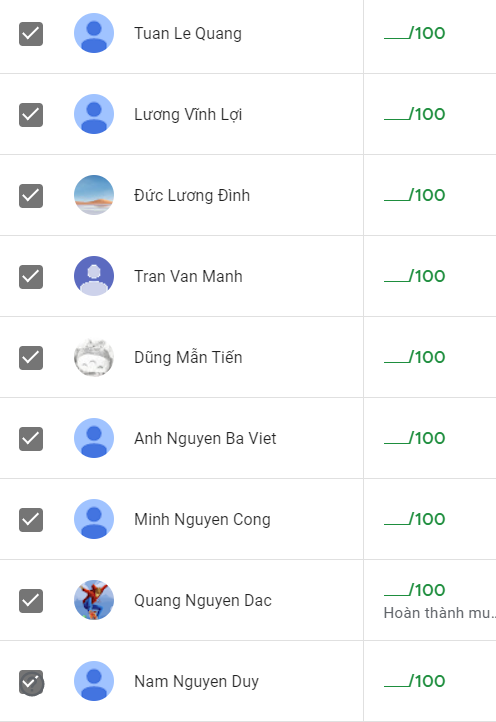 Tuan Le Quang
___/100
Lương Vĩnh Lợi
___/100
Đức Lương Đình
___/100
Tran Van Manh
___/100
Dũng Mẫn Tiến
___/100
Anh Nguyen Ba Viet
___/100
Minh Nguyen Cong
___/100
Quang Nguyen Dac
___/100
Hoàn thành mu...
Nam Nguyen Duy
___/100